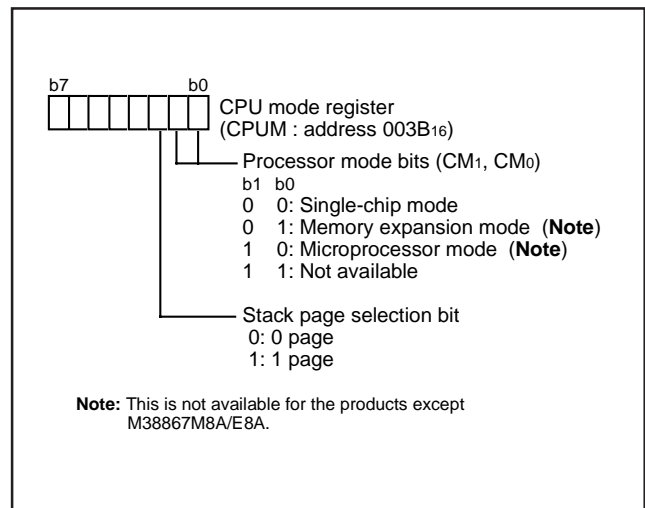 b7 b0
CPU mode register
(CPUM : address 003B₁₆)
Processor mode bits (CM₁, CM₀)
b1 b0
0 0: Single-chip mode
0 1: Memory expansion mode (Note)
1 0: Microprocessor mode (Note)
1 1: Not available
Stack page selection bit
0: 0 page
1: 1 page
Note: This is not available for the products except
M38867M8A/E8A.